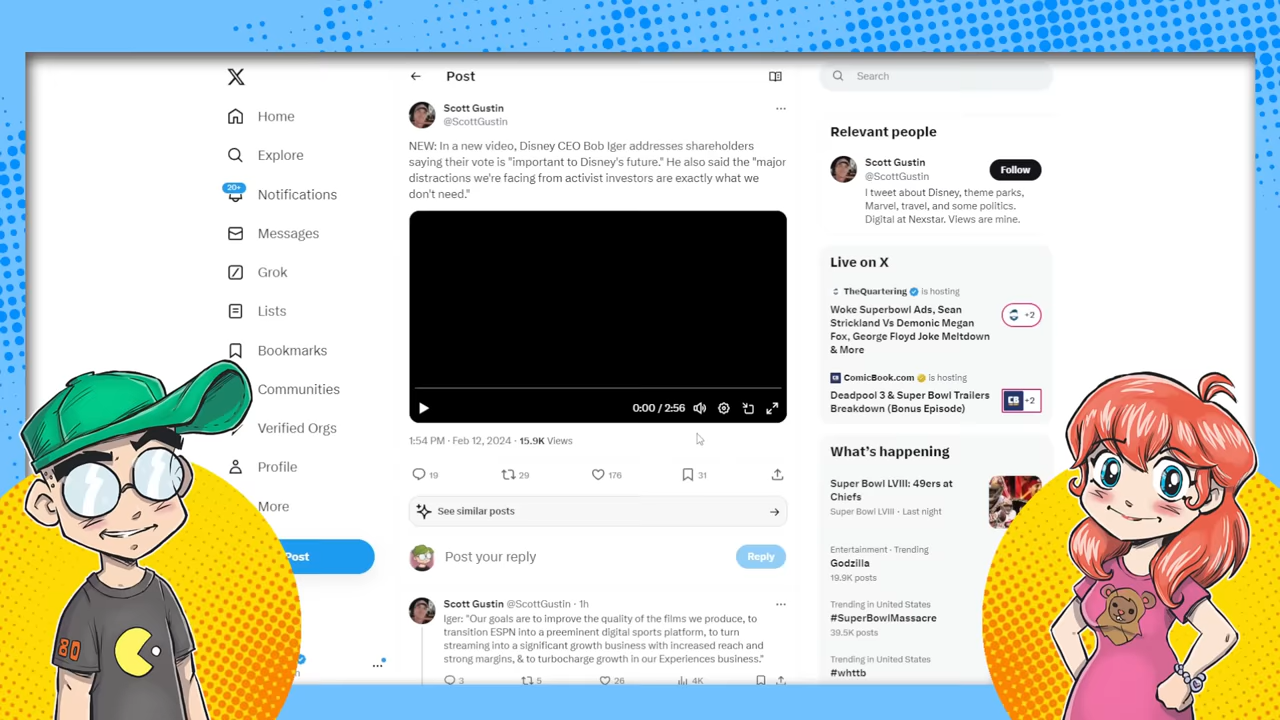 Home
Explore
20+
Notifications
Messages
Grok
Lists
Bookmarks
Communities
Verified Orgs
Profile
More
Post
80
Post
Scott Gustin
@ScottGustin
NEW: In a new video, Disney CEO Bob Iger addresses shareholders
saying their vote is "important to Disney's future." He also said the "major
distractions we're facing from activist investors are exactly what we
don't need."
0:00 / 2:56
1:54 PM · Feb 12, 2024 · 15.9K Views
19 29 176 31
See similar posts
Post your reply
Reply
Scott Gustin @ScottGustin · 1h
Iger: "Our goals are to improve the quality of the films we produce, to
transition ESPN into a preeminent digital sports platform, to turn
streaming into a significant growth business with increased reach and
strong margins, & to turbocharge growth in our Experiences business."
3 5 26 4K
Search
Relevant people
Scott Gustin
@ScottGustin
Follow
I tweet about Disney, theme parks,
Marvel, travel, and some politics.
Digital at Nexstar. Views are mine.
Live on X
TheQuartering is hosting
Woke Superbowl Ads, Sean
Strickland Vs Demonic Megan
Fox, George Floyd Joke Meltdown
& More
+2
ComicBook.com is hosting
Deadpool 3 & Super Bowl Trailers
Breakdown (Bonus Episode)
CB
+2
What's happening
Super Bowl LVIII: 49ers at
Chiefs
Super Bowl LVIII · Last night
Entertainment · Trending
Godzilla
19.9K posts
Trending in United States
#SuperBowlMassacre
39.5K posts
Trending in United States
#whttb